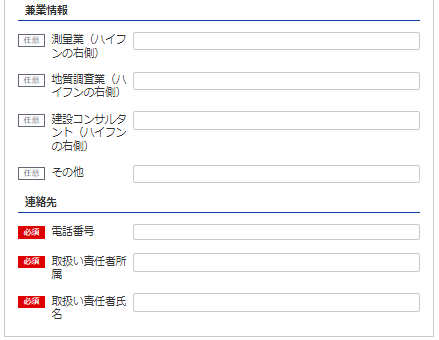 兼業情報
任意
測量業（ハイフ
ンの右側）
任意
地質調査業（ハ
イフンの右側）
任意
建設コンサルタ
ント（ハイフン
の右側）
任意
その他
連絡先
必須
電話番号
必須
取扱い責任者所
属
必須
取扱い責任者氏
名